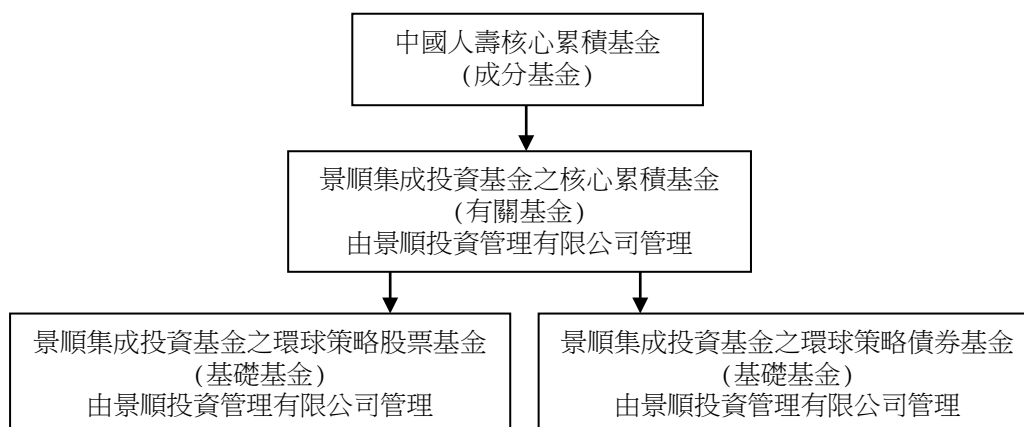 中國人壽核心累積基金
(成分基金)
景順集成投資基金之核心累積基金
(有關基金)
由景順投資管理有限公司管理
景順集成投資基金之環球策略股票基金
(基礎基金)
由景順投資管理有限公司管理
景順集成投資基金之環球策略債券基金
(基礎基金)
由景順投資管理有限公司管理